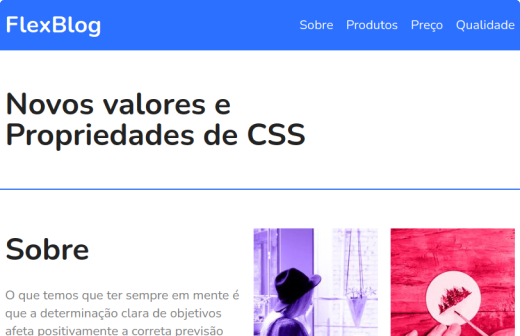 FlexBlog
Sobre Produtos Preço Qualidade
Novos valores e
Propriedades de CSS
Sobre
O que temos que ter sempre em mente é
que a determinação clara de objetivos
afeta positivamente a correta previsão